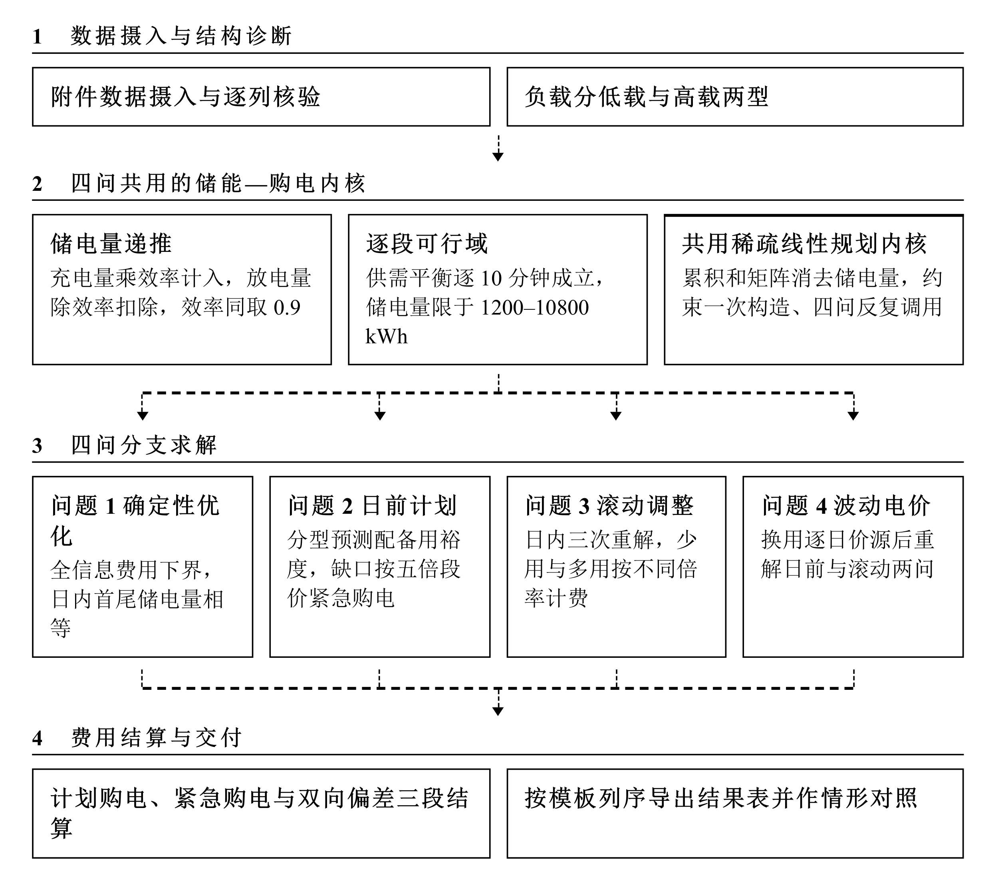 1 数据摄入与结构诊断
附件数据摄入与逐列核验
负载分低载与高载两型
2 四问共用的储能—购电内核
储电量递推
充电量乘效率计入，放电量
除效率扣除，效率同取 0.9
逐段可行域
供需平衡逐 10 分钟成立，
储电量限于 1200–10800
kWh
共用稀疏线性规划内核
累积和矩阵消去储电量，约
束一次构造、四问反复调用
3 四问分支求解
问题 1 确定性优
化
全信息费用下界，
日内首尾储电量相
等
问题 2 日前计划
分型预测配备用裕
度，缺口按五倍段
价紧急购电
问题 3 滚动调整
日内三次重解，少
用与多用按不同倍
率计费
问题 4 波动电价
换用逐日价源后重
解日前与滚动两问
4 费用结算与交付
计划购电、紧急购电与双向偏差三段结
算
按模板列序导出结果表并作情形对照